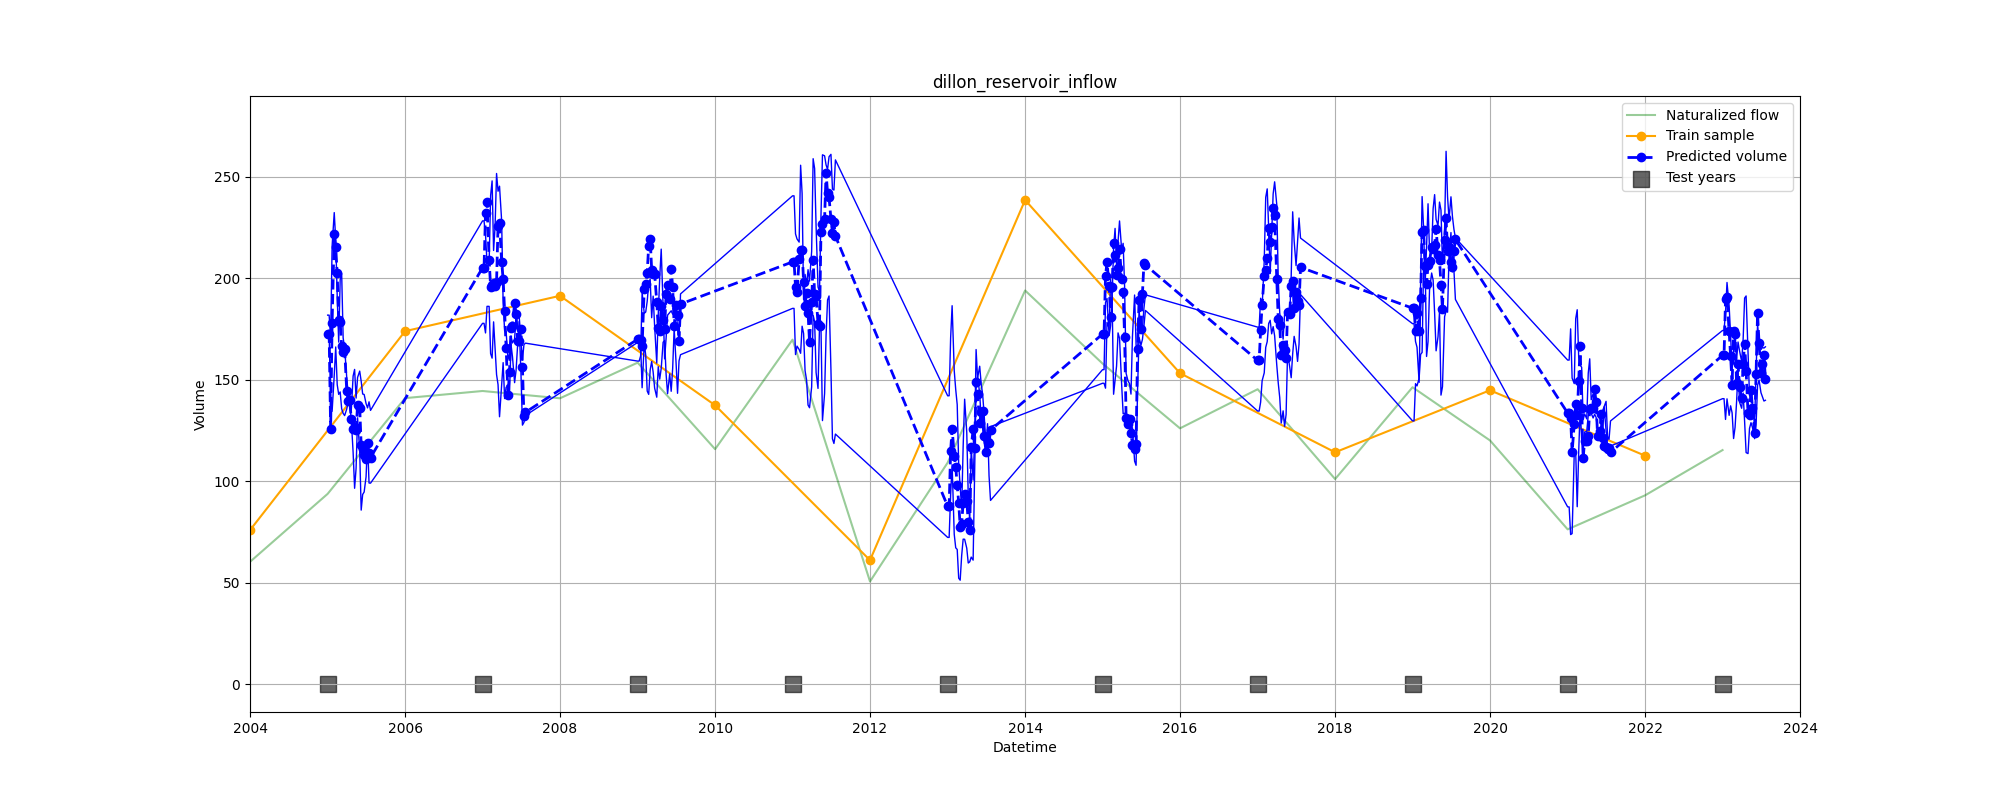 dillon_reservoir_inflow
Naturalized flow
Train sample
Predicted volume
Test years
Volume
250
200
150
100
50
0
2004 2006 2008 2010 2012 2014 2016 2018 2020 2022 2024
Datetime